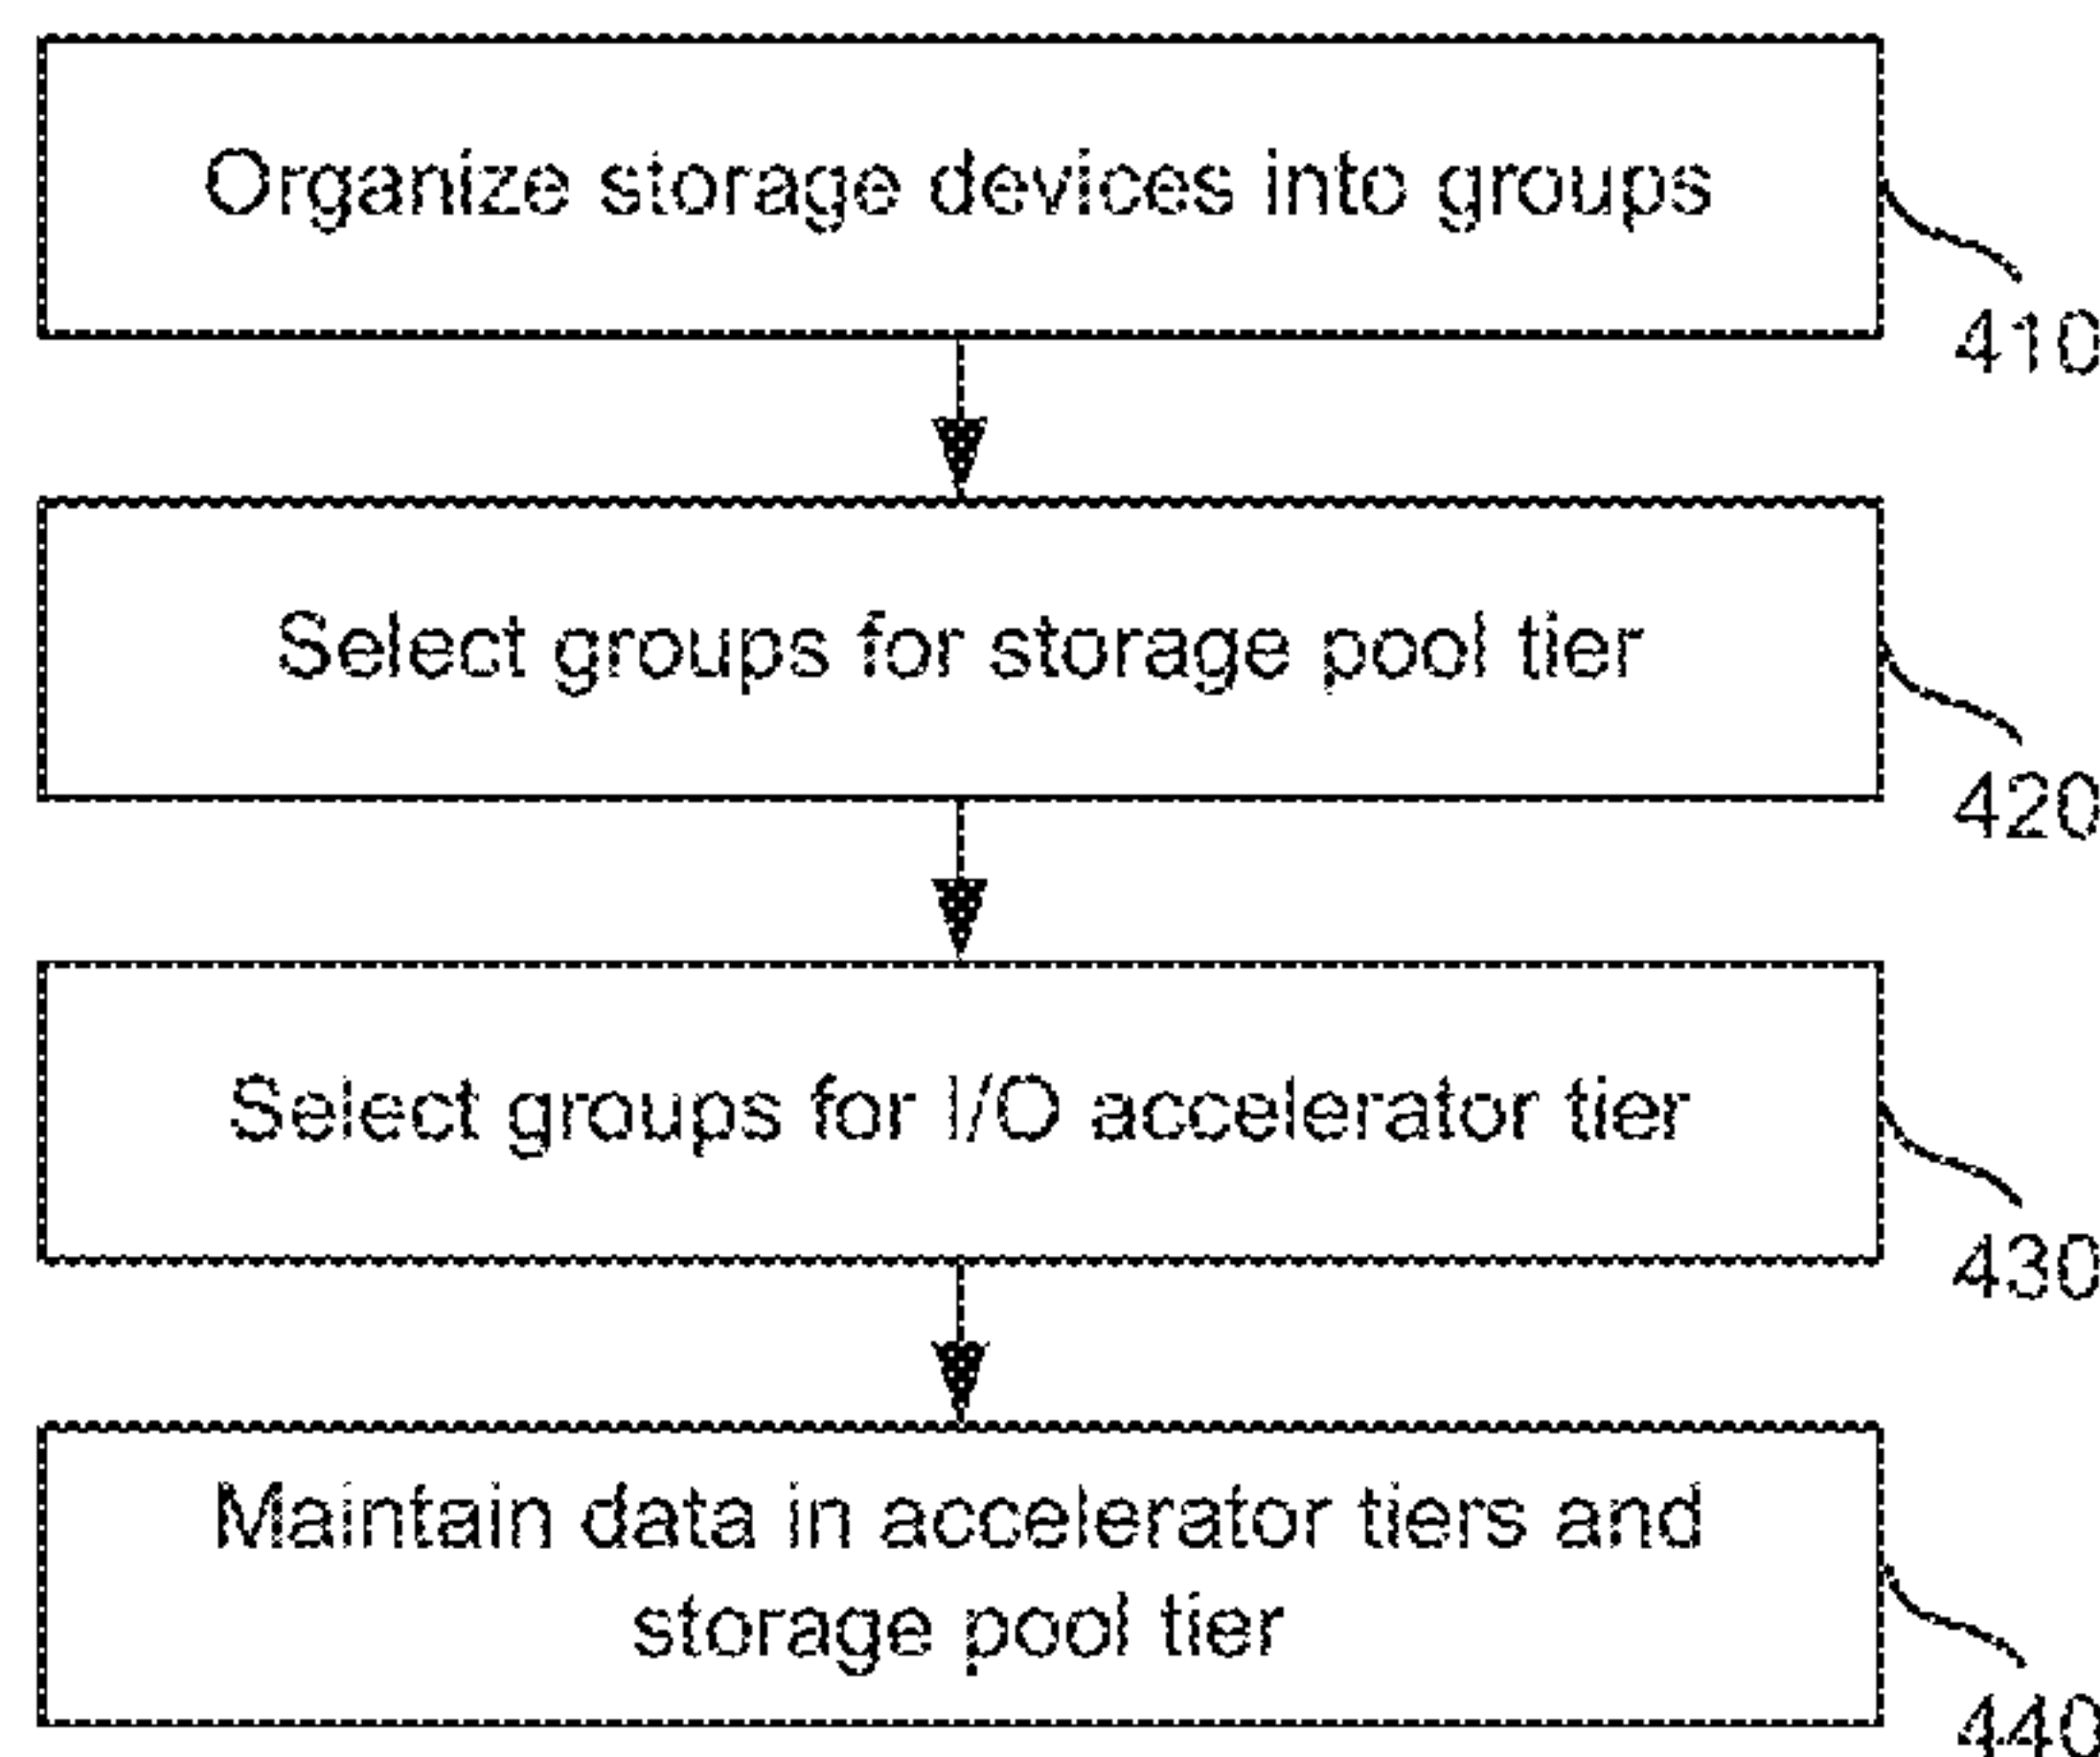 Organize storage devices into groups
410
Select groups for storage pool tier
420
Select groups for I/O accelerator tier
430
Maintain data in accelerator tiers and
storage pool tier
440